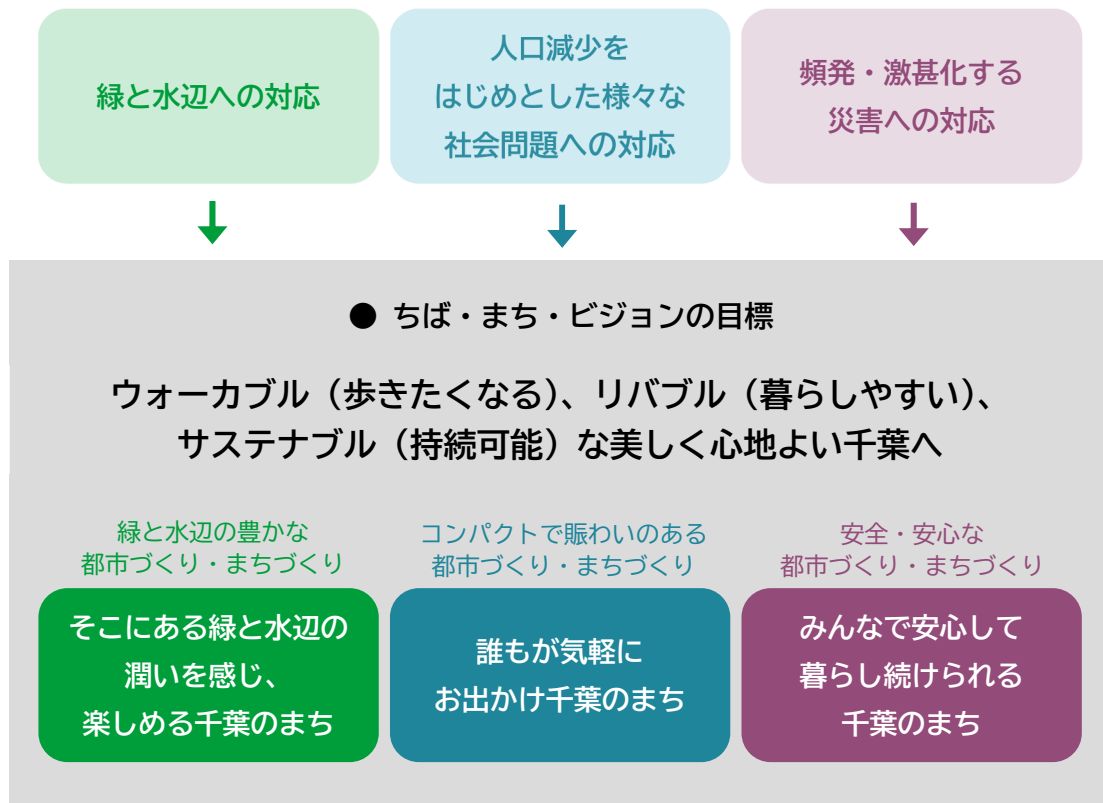 緑と水辺への対応
人口減少を
はじめとした様々な
社会問題への対応
頻発・激甚化する
災害への対応
● ちば・まち・ビジョンの目標
ウォーカブル（歩きたくなる）、リバブル（暮らしやすい）、
サステナブル（持続可能）な美しく心地よい千葉へ
緑と水辺の豊かな
都市づくり・まちづくり
そこにある緑と水辺の
潤いを感じ、
楽しめる千葉のまち
コンパクトで賑わいのある
都市づくり・まちづくり
誰もが気軽に
お出かけ千葉のまち
安全・安心な
都市づくり・まちづくり
みんなで安心して
暮らし続けられる
千葉のまち